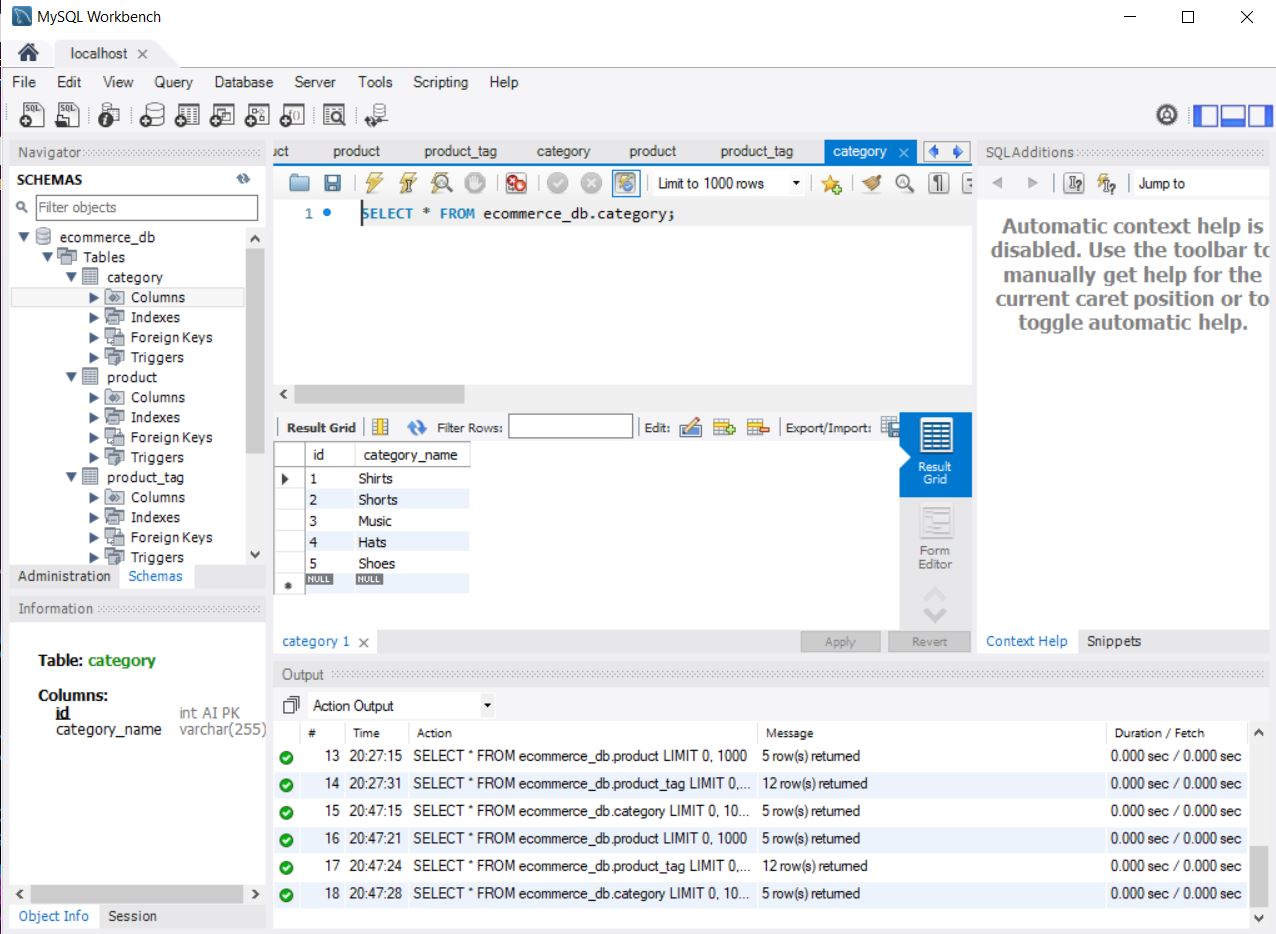 MySQL Workbench
localhost
File Edit View Query Database Server Tools Scripting Help
Navigator
SCHEMAS
Filter objects
ecommerce_db
Tables
category
Columns
Indexes
Foreign Keys
Triggers
product
Columns
Indexes
Foreign Keys
Triggers
product_tag
Columns
Indexes
Foreign Keys
Triggers
Administration Schemas
Information
Table: category
Columns:
id int AI PK
category_name varchar(255)
Object Info Session
uct product product_tag category product product_tag category
Limit to 1000 rows
1 SELECT * FROM ecommerce_db.category;
Result Grid Filter Rows: Edit: Export/Import:
id category_name
1 Shirts
2 Shorts
3 Music
4 Hats
5 Shoes
NULL NULL
Result
Grid
Form
Editor
category 1 Apply Revert
SQLAdditions
Jump to
Automatic context help is
disabled. Use the toolbar to
manually get help for the
current caret position or to
toggle automatic help.
Context Help Snippets
Output
Action Output
# Time Action Message Duration / Fetch
13 20:27:15 SELECT * FROM ecommerce_db.product LIMIT 0, 1000 5 row(s) returned 0.000 sec / 0.000 sec
14 20:27:31 SELECT * FROM ecommerce_db.product_tag LIMIT 0,... 12 row(s) returned 0.000 sec / 0.000 sec
15 20:47:15 SELECT * FROM ecommerce_db.category LIMIT 0, 10... 5 row(s) returned 0.000 sec / 0.000 sec
16 20:47:21 SELECT * FROM ecommerce_db.product LIMIT 0, 1000 5 row(s) returned 0.000 sec / 0.000 sec
17 20:47:24 SELECT * FROM ecommerce_db.product_tag LIMIT 0,... 12 row(s) returned 0.000 sec / 0.000 sec
18 20:47:28 SELECT * FROM ecommerce_db.category LIMIT 0, 10... 5 row(s) returned 0.000 sec / 0.000 sec